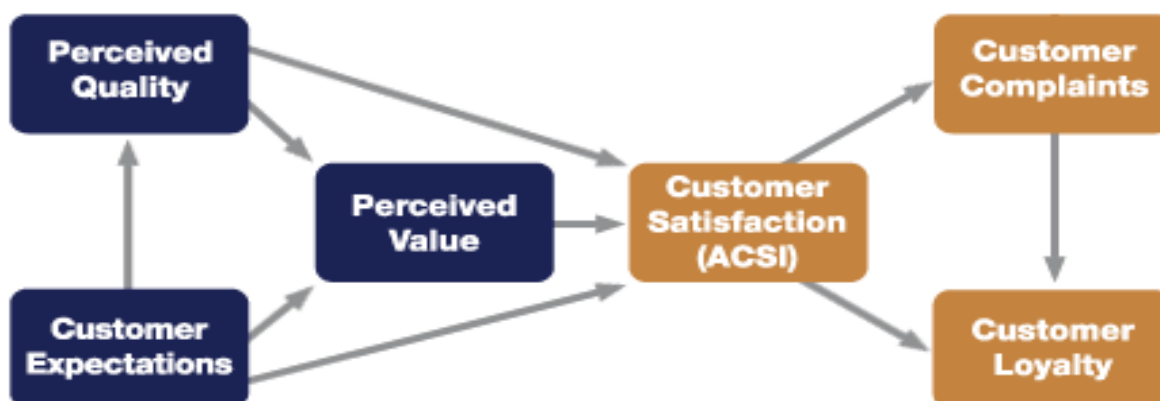 Perceived
Quality
Customer
Complaints
Perceived
Value
Customer
Satisfaction
(ACSI)
Customer
Expectations
Customer
Loyalty